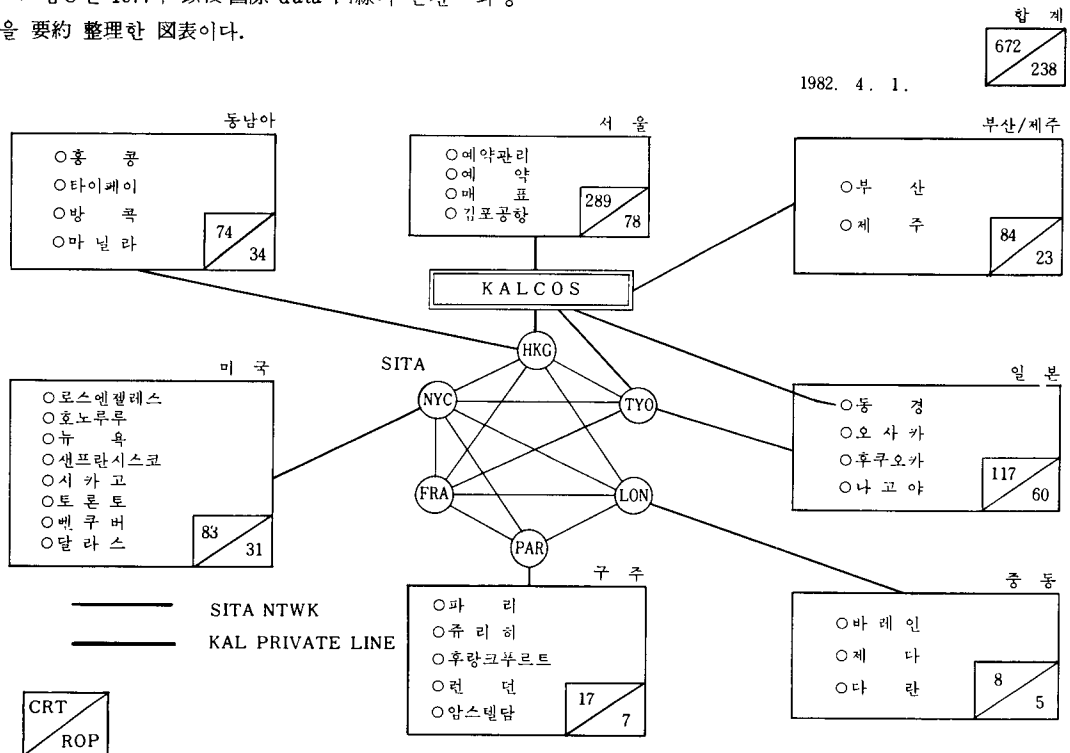 을 要約 整理한 図表이다.
합 계
672
238
1982. 4. 1.
동남아
○홍 콩
○타이페이
○방 콕
○마 닐 라
74
34
서 울
○예약관리
○예 약
○매 표
○김포공항
289
78
부산/제주
○부 산
○제 주
84
23
KALCOS
SITA
HKG
NYC
TYO
FRA
LON
PAR
미 국
○로스엔젤레스
○호노루루
○뉴 욕
○샌프란시스코
○시 카 고
○토 론 토
○벤 쿠 버
○달 라 스
83
31
일 본
○동 경
○오 사 카
○후쿠오카
○나 고 야
117
60
구 주
○파 리
○쥬 리 히
○후랑크푸르트
○런 던
○암스텔담
17
7
중 동
○바 레 인
○제 다
○다 란
8
5
SITA NTWK
KAL PRIVATE LINE
CRT
ROP